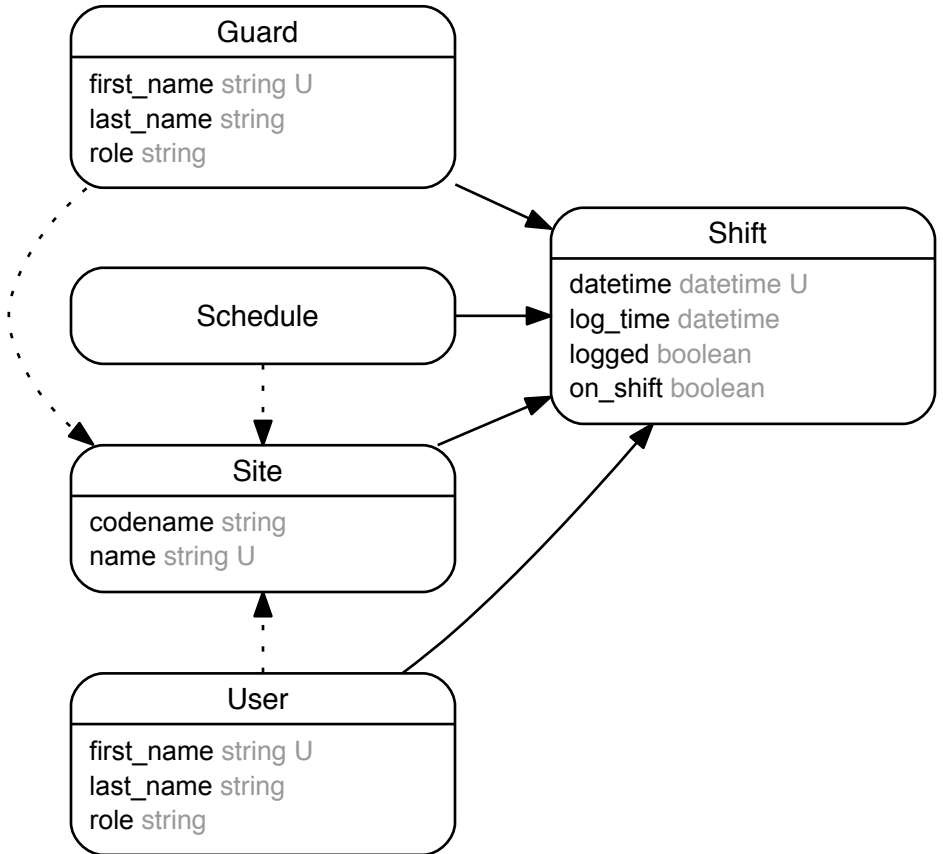 Guard
first_name string U
last_name string
role string
Shift
datetime datetime U
log_time datetime
logged boolean
on_shift boolean
Schedule
Site
codename string
name string U
User
first_name string U
last_name string
role string